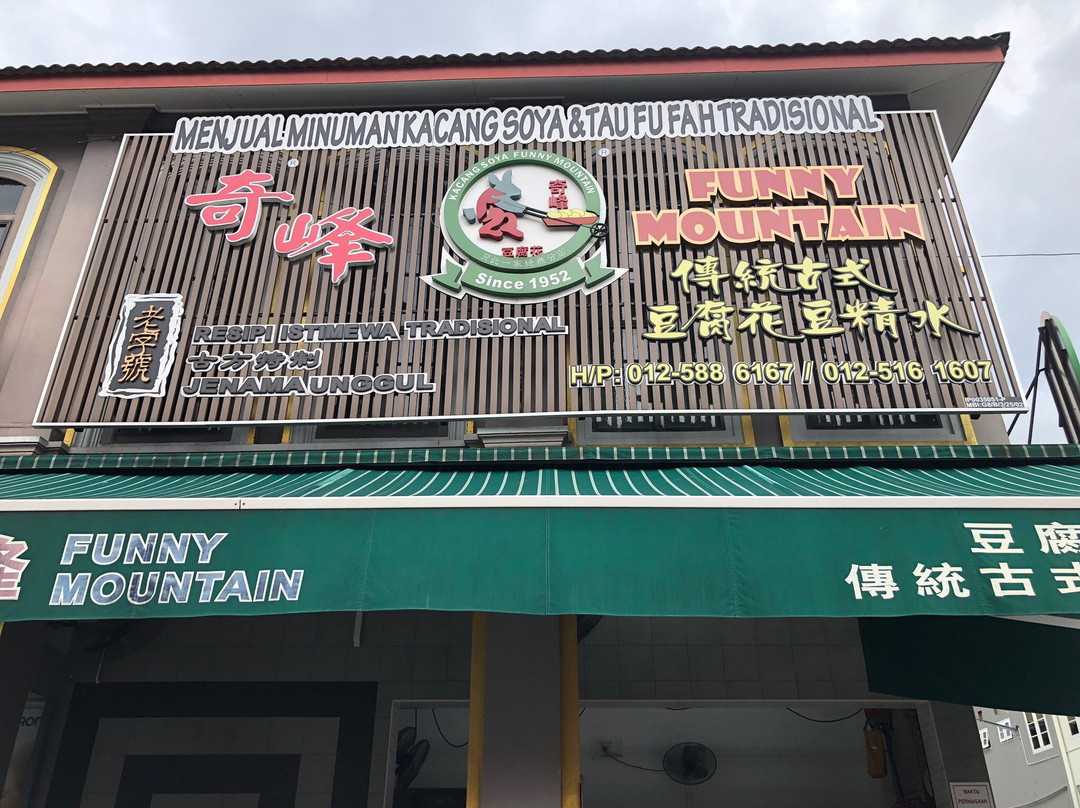 MENJUAL MINUMAN KACANG SOYA & TAU FU FAH TRADISIONAL
奇峰
KACANG SOYA FUNNY MOUNTAIN
奇峰
豆腐花
Since 1952
FUNNY
MOUNTAIN
傳統古式
豆腐花豆精水
老字號
RESIPI ISTIMEWA TRADISIONAL
古方特制
JENAMA UNGGUL
H/P: 012-588 6167 / 012-516 1607
峰
FUNNY
MOUNTAIN
豆腐
傳統古式
WAKTU
PERNIAGAAN